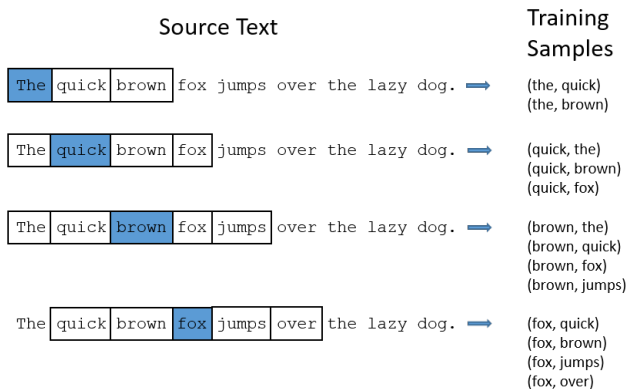 Source Text
Training
Samples
The quick brown fox jumps over the lazy dog.
(the, quick)
(the, brown)
The quick brown fox jumps over the lazy dog.
(quick, the)
(quick, brown)
(quick, fox)
The quick brown fox jumps over the lazy dog.
(brown, the)
(brown, quick)
(brown, fox)
(brown, jumps)
The quick brown fox jumps over the lazy dog.
(fox, quick)
(fox, brown)
(fox, jumps)
(fox, over)